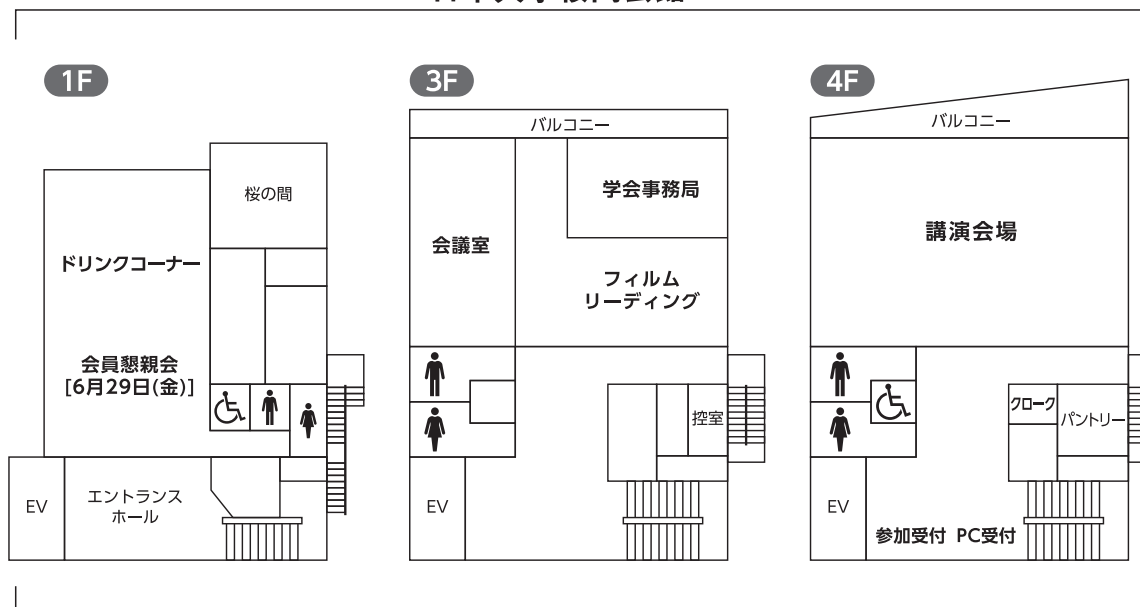 1F
桜の間
ドリンクコーナー
会員懇親会
[6月29日(金)]
EV
エントランス
ホール
3F
バルコニー
学会事務局
会議室
フィルム
リーディング
控室
EV
4F
バルコニー
講演会場
クローク
パントリー
EV
参加受付 PC受付